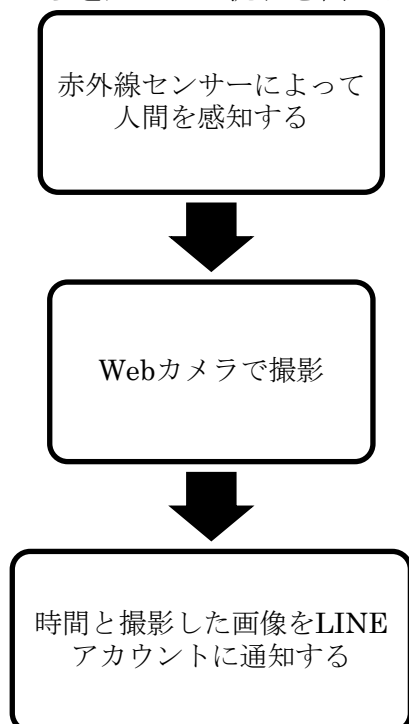 赤外線センサーによって
人間を感知する
Webカメラで撮影
時間と撮影した画像をLINE
アカウントに通知する